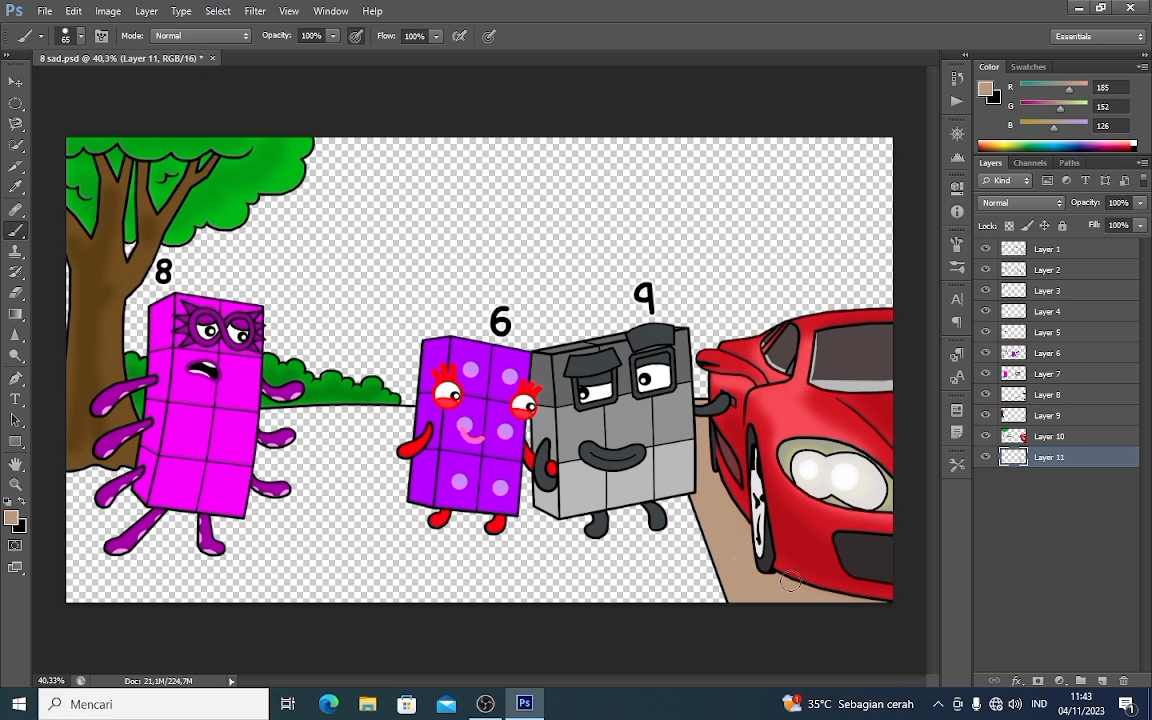 Ps File Edit Image Layer Type Select Filter View Window Help
65 Mode: Normal Opacity: 100% Flow: 100% Essentials
8 sad.psd @ 40,3% (Layer 11, RGB/16) * ×
Color Swatches
R 185
G 152
B 126
Layers Channels Paths
Kind
Normal Opacity: 100%
Lock: Fill: 100%
Layer 1
Layer 2
Layer 3
Layer 4
Layer 5
Layer 6
Layer 7
Layer 8
Layer 9
Layer 10
Layer 11
8
6
9
40,33% Doc: 21,1M/224,7M
Mencari
35°C Sebagian cerah
IND
11:43
04/11/2023
1